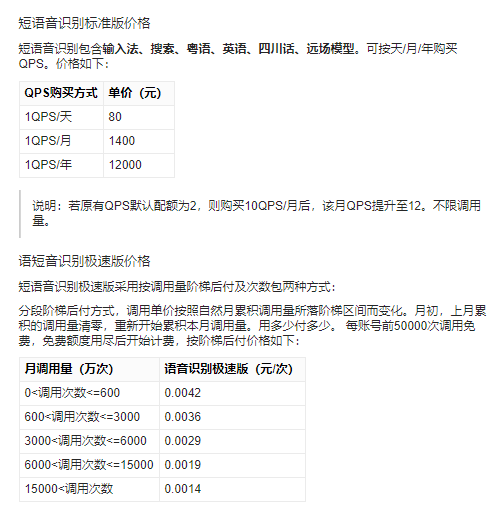 短语音识别标准版价格
短语音识别包含输入法、搜索、粤语、英语、四川话、远场模型。可按天/月/年购买
QPS。价格如下：
QPS购买方式 单价（元）
1QPS/天 80
1QPS/月 1400
1QPS/年 12000
说明：若原有QPS默认配额为2，则购买10QPS/月后，该月QPS提升至12。不限调用
量。
语短语音识别极速版价格
短语音识别极速版采用按调用量阶梯后付及次数包两种方式：
分段阶梯后付方式，调用单价按照自然月累积调用量所落阶梯区间而变化。月初，上月累
积的调用量清零，重新开始累积本月调用量。用多少付多少。 每账号前50000次调用免
费，免费额度用尽后开始计费，按阶梯后付价格如下：
月调用量（万次） 语音识别极速版（元/次）
0<调用次数<=600 0.0042
600<调用次数<=3000 0.0036
3000<调用次数<=6000 0.0029
6000<调用次数<=15000 0.0019
15000<调用次数 0.0014